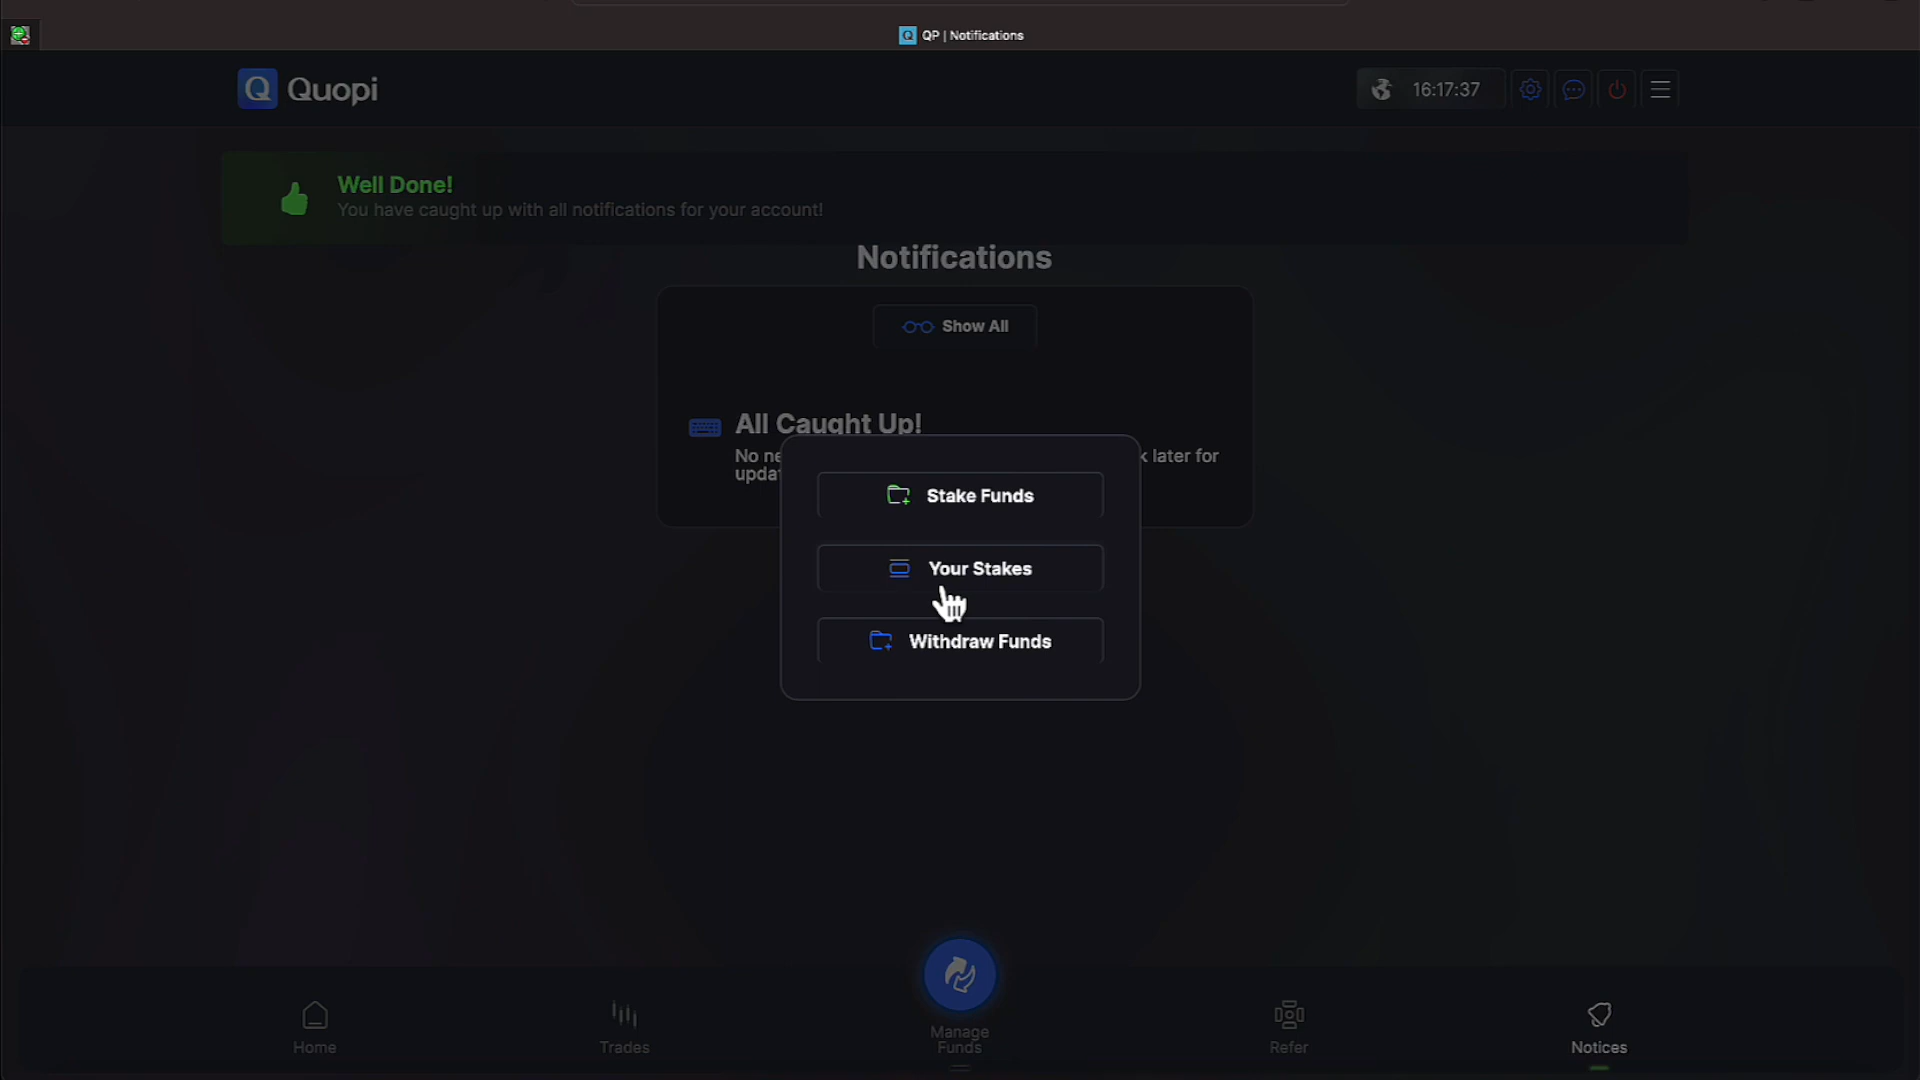 QP | Notifications
Quopi
16:17:37
Well Done!
You have caught up with all notifications for your account!
Notifications
Show All
All Caught Up!
No
later for
Stake Funds
Your Stakes
Withdraw Funds
Home
Trades
Manage
Funds
Refer
Notices